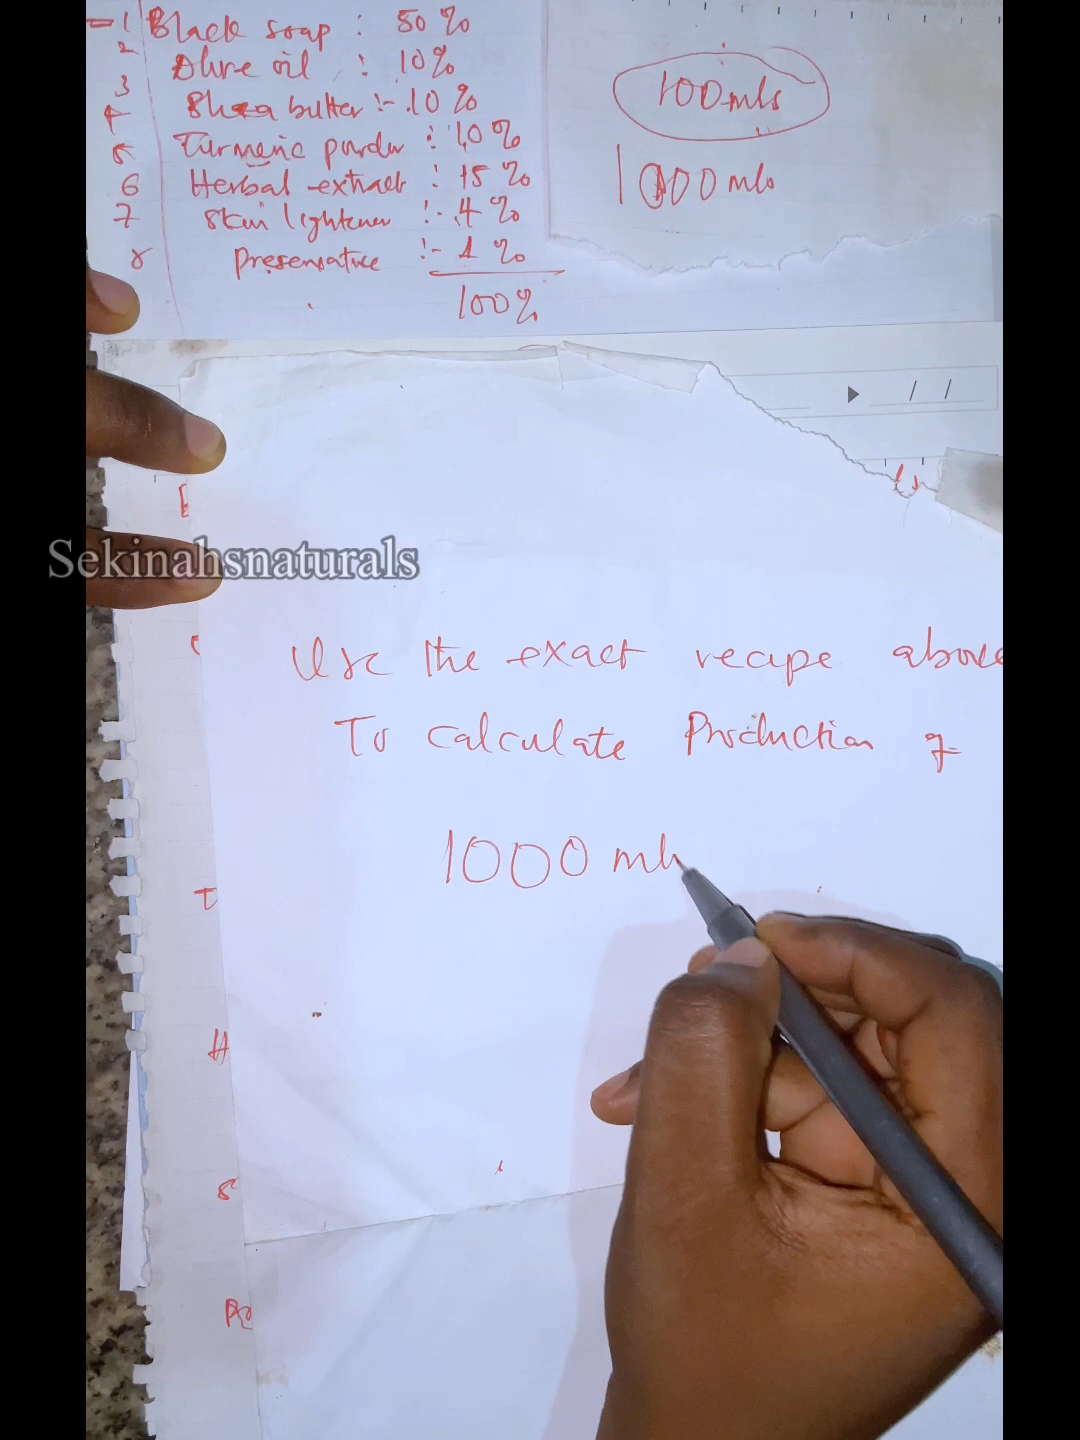 1 Black soap : 50%
2 Olive oil : 10%
3 Shea butter :- 10%
4 Turmeric powder : 10%
5 Herbal extract : 15%
6 Skin lightener :- 4%
7 Preservative :- 1%
8
100%
100mls
1000mls
/ /
E
Sekinahsnaturals
Use the exact recipe above
To calculate Production of
1000 mls
T
H
S
Pr